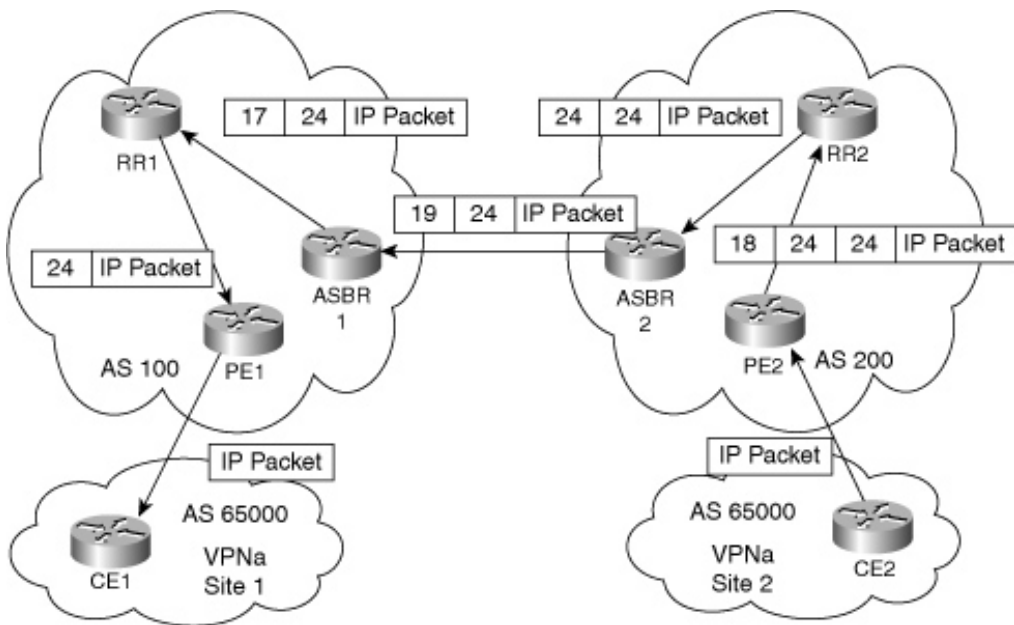 17 24 IP Packet
24 24 IP Packet
RR1
RR2
19 24 IP Packet
18 24 24 IP Packet
24 IP Packet
ASBR
1
ASBR
2
PE1
PE2
AS 100
AS 200
IP Packet
IP Packet
AS 65000
AS 65000
VPNa
Site 1
VPNa
Site 2
CE1
CE2